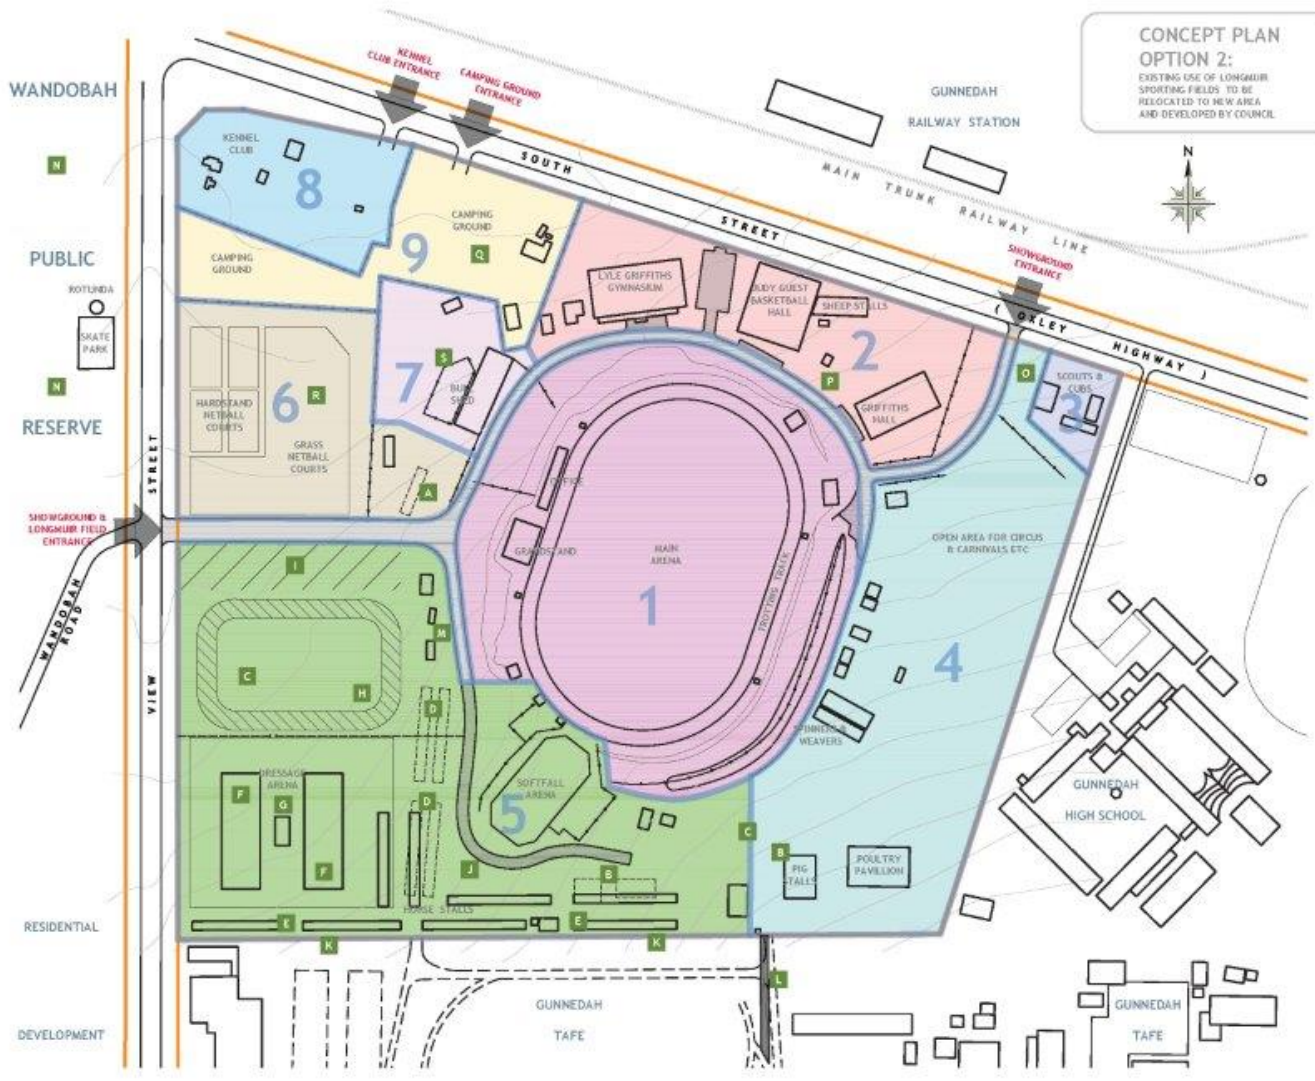 CONCEPT PLAN
OPTION 2:
EXISTING USE OF LONGMUIR
SPORTING FIELDS TO BE
RELOCATED TO NEW AREA
AND DEVELOPED BY COUNCIL
N
WANDOBAH
PUBLIC
RESERVE
N
ROTUNDA
SKATE
PARK
N
KENNEL
CLUB ENTRANCE
CAMPING GROUND
ENTRANCE
GUNNEDAH
RAILWAY STATION
MAIN TRUNK RAILWAY LINE
SOUTH STREET
( OXLEY HIGHWAY )
SHOWGROUND
ENTRANCE
KENNEL
CLUB
8
CAMPING
GROUND
9
CAMPING
GROUND
Q
LYLE GRIFFITHS
GYMNASIUM
JUDY GUEST
BASKETBALL
HALL
SHEEP STALLS
2
P
GRIFFITHS
HALL
O
SCOUTS &
CUBS
3
S
7
SHED
6
R
HARDSTAND
NETBALL
COURTS
GRASS
NETBALL
COURTS
A
OFFICE
GRANDSTAND
MAIN
ARENA
1
TROTTING TRACK
OPEN AREA FOR CIRCUS
& CARNIVALS ETC
4
SPINNERS &
WEAVERS
SHOWGROUND &
LONGMUIR FIELD
ENTRANCE
WANDOBAH
ROAD
VIEW STREET
I
M
C
H
D
DRESSAGE
ARENA
F
G
F
D
SOFTFALL
ARENA
5
J
B
C
B
PIG
STALLS
POULTRY
PAVILLION
HORSE STALLS
E
E
K
K
L
GUNNEDAH
HIGH SCHOOL
RESIDENTIAL
DEVELOPMENT
GUNNEDAH
TAFE
GUNNEDAH
TAFE